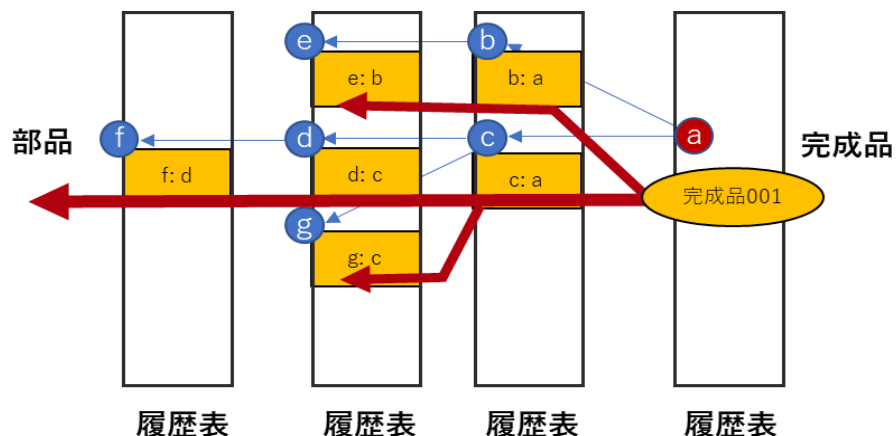 e
b
e: b
b: a
部品
f
d
c
a
完成品
f: d
d: c
c: a
完成品001
g
g: c
履歴表
履歴表
履歴表
履歴表